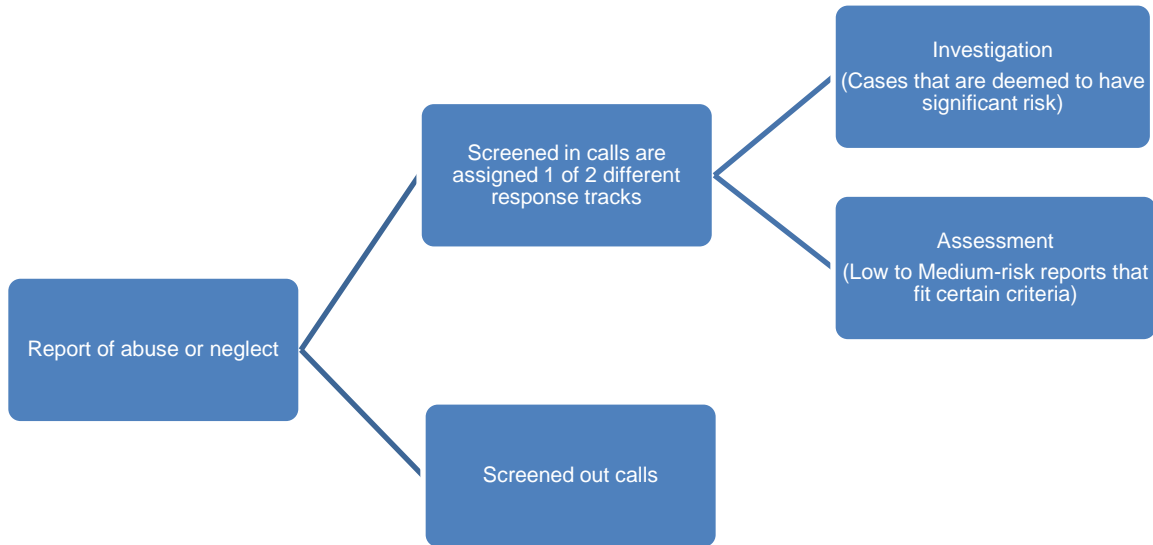 Report of abuse or neglect
Screened in calls are
assigned 1 of 2 different
response tracks
Investigation
(Cases that are deemed to have
significant risk)
Assessment
(Low to Medium-risk reports that
fit certain criteria)
Screened out calls